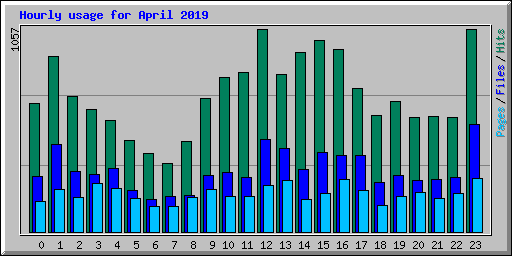 Hourly usage for April 2019
1057
Pages / Files / Hits
0 1 2 3 4 5 6 7 8 9 10 11 12 13 14 15 16 17 18 19 20 21 22 23